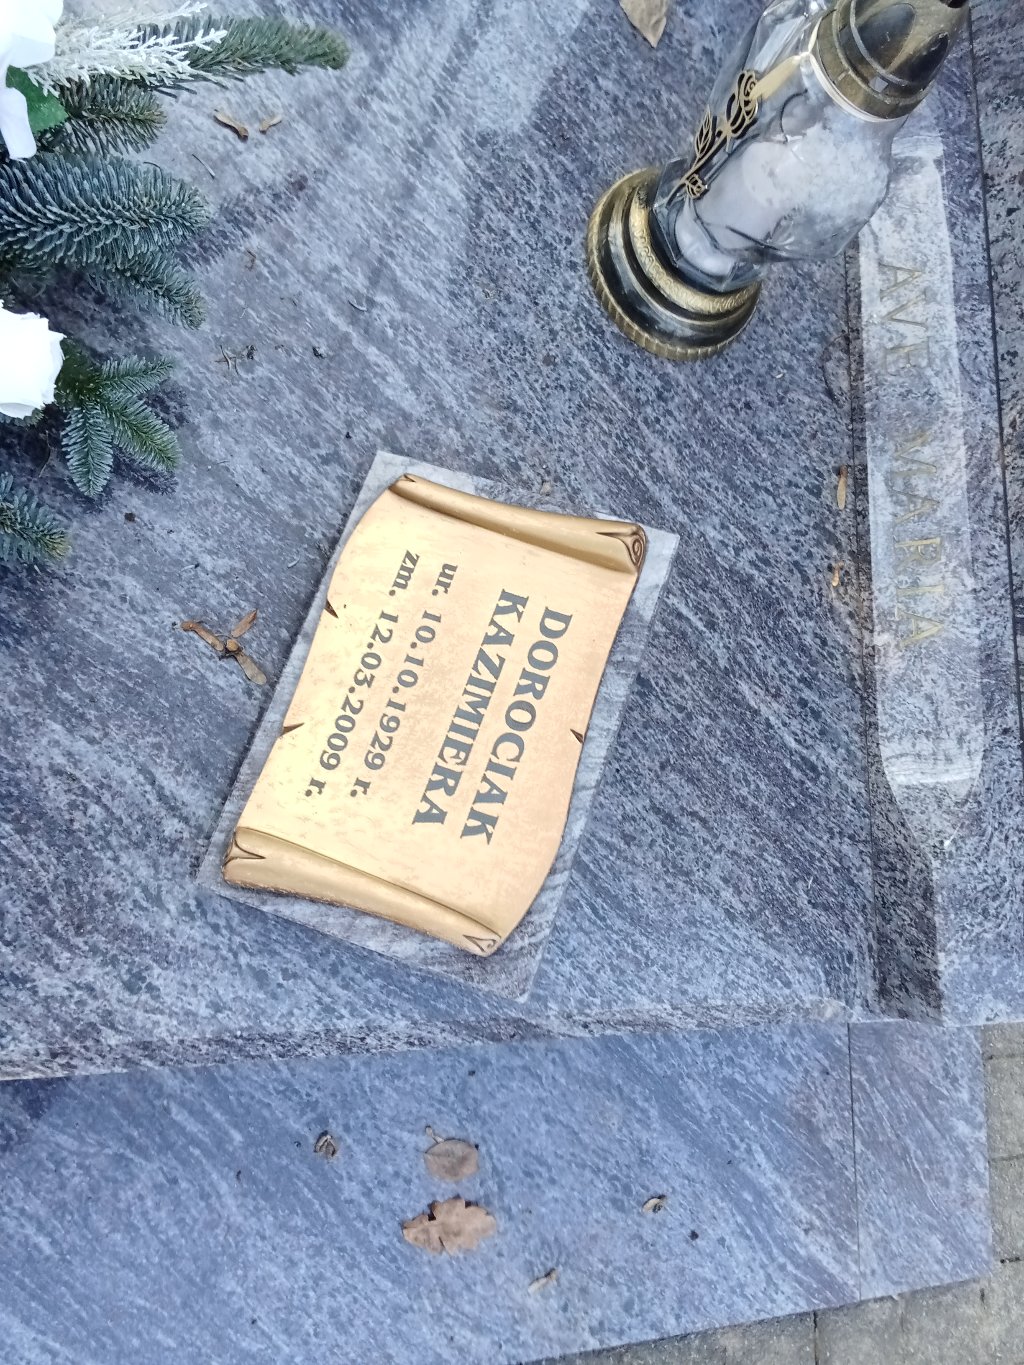 DOROCIAK
KAZIMIERA
ur. 10.10.1929 r.
zm. 12.03.2009 r.
AVE MARIA